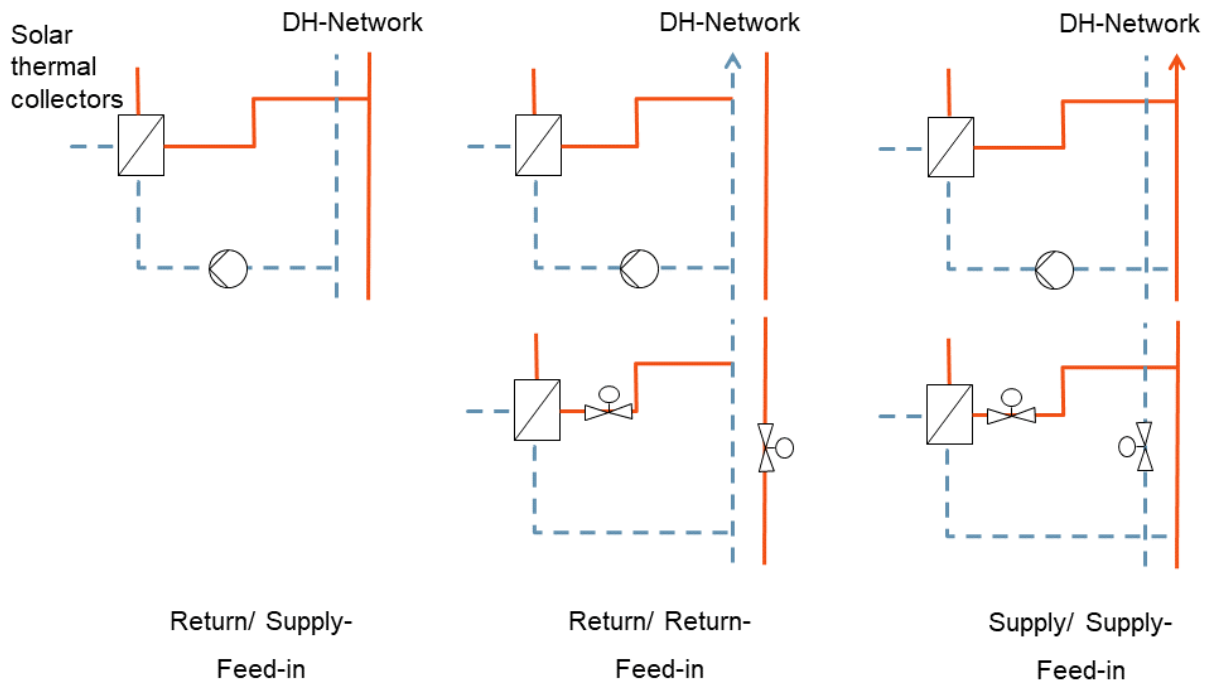 Solar
thermal
collectors
DH-Network
DH-Network
DH-Network
Return/ Supply-
Feed-in
Return/ Return-
Feed-in
Supply/ Supply-
Feed-in